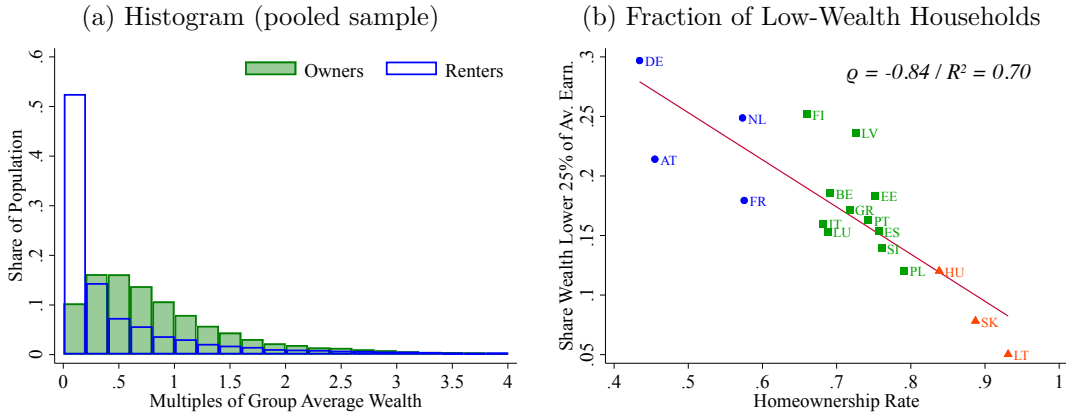 (a) Histogram (pooled sample)
Share of Population
.6
.5
.4
.3
.2
.1
0
Owners
Renters
0 .5 1 1.5 2 2.5 3 3.5 4
Multiples of Group Average Wealth
(b) Fraction of Low-Wealth Households
Share Wealth Lower 25% of Av. Earn.
.3
.25
.2
.15
.1
.05
ϱ = -0.84 / R² = 0.70
DE
NL
FI
LV
AT
FR
BE
EE
GR
IT
PT
LU
ES
SI
PL
HU
SK
LT
.4 .5 .6 .7 .8 .9 1
Homeownership Rate